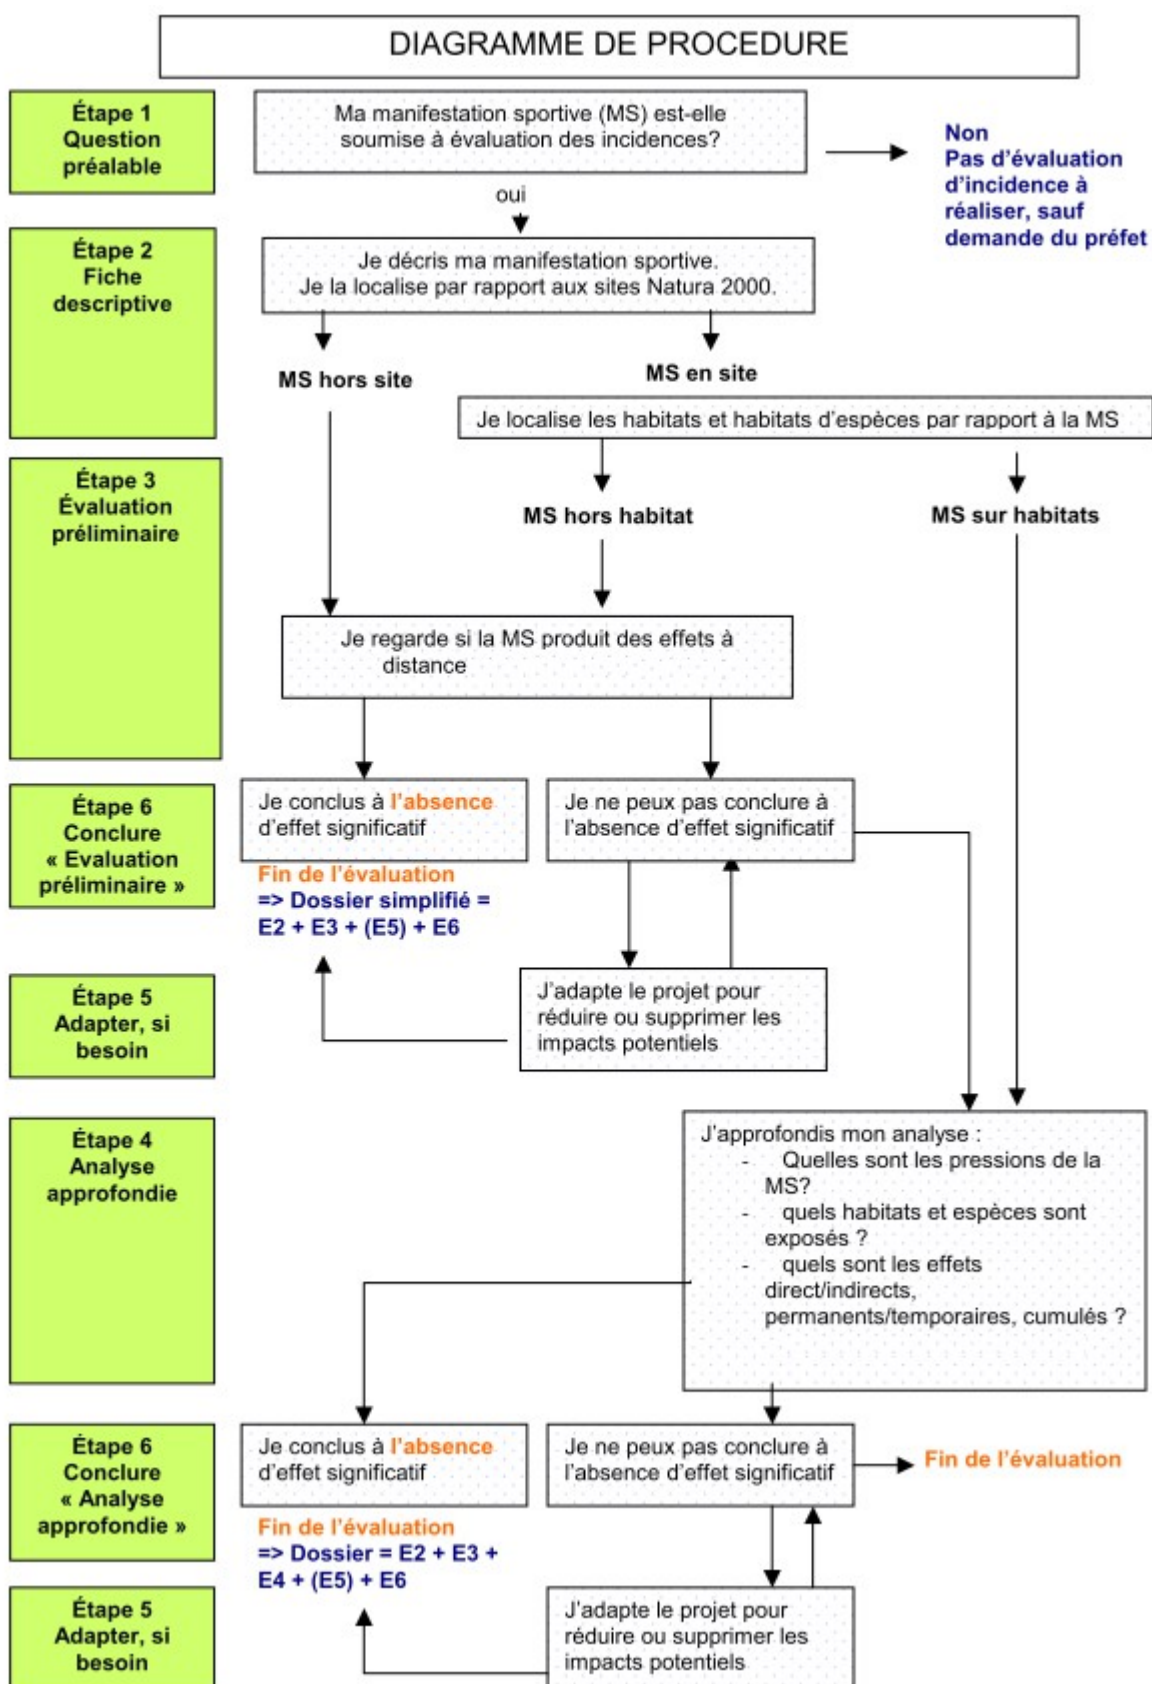 DIAGRAMME DE PROCEDURE
Étape 1
Question
préalable
Ma manifestation sportive (MS) est-elle
soumise à évaluation des incidences?
Non
Pas d'évaluation
d'incidence à
réaliser, sauf
demande du préfet
oui
Étape 2
Fiche
descriptive
Je décris ma manifestation sportive.
Je la localise par rapport aux sites Natura 2000.
MS hors site
MS en site
Je localise les habitats et habitats d'espèces par rapport à la MS
Étape 3
Évaluation
préliminaire
MS hors habitat
MS sur habitats
Je regarde si la MS produit des effets à
distance
Étape 6
Conclure
« Evaluation
préliminaire »
Je conclus à l'absence
d'effet significatif
Je ne peux pas conclure à
l'absence d'effet significatif
Fin de l'évaluation
=> Dossier simplifié =
E2 + E3 + (E5) + E6
Étape 5
Adapter, si
besoin
J'adapte le projet pour
réduire ou supprimer les
impacts potentiels
Étape 4
Analyse
approfondie
J'approfondis mon analyse :
- Quelles sont les pressions de la
MS?
- quels habitats et espèces sont
exposés ?
- quels sont les effets
direct/indirects,
permanents/temporaires, cumulés ?
Étape 6
Conclure
« Analyse
approfondie »
Je conclus à l'absence
d'effet significatif
Je ne peux pas conclure à
l'absence d'effet significatif
Fin de l'évaluation
Fin de l'évaluation
=> Dossier = E2 + E3 +
E4 + (E5) + E6
Étape 5
Adapter, si
besoin
J'adapte le projet pour
réduire ou supprimer les
impacts potentiels